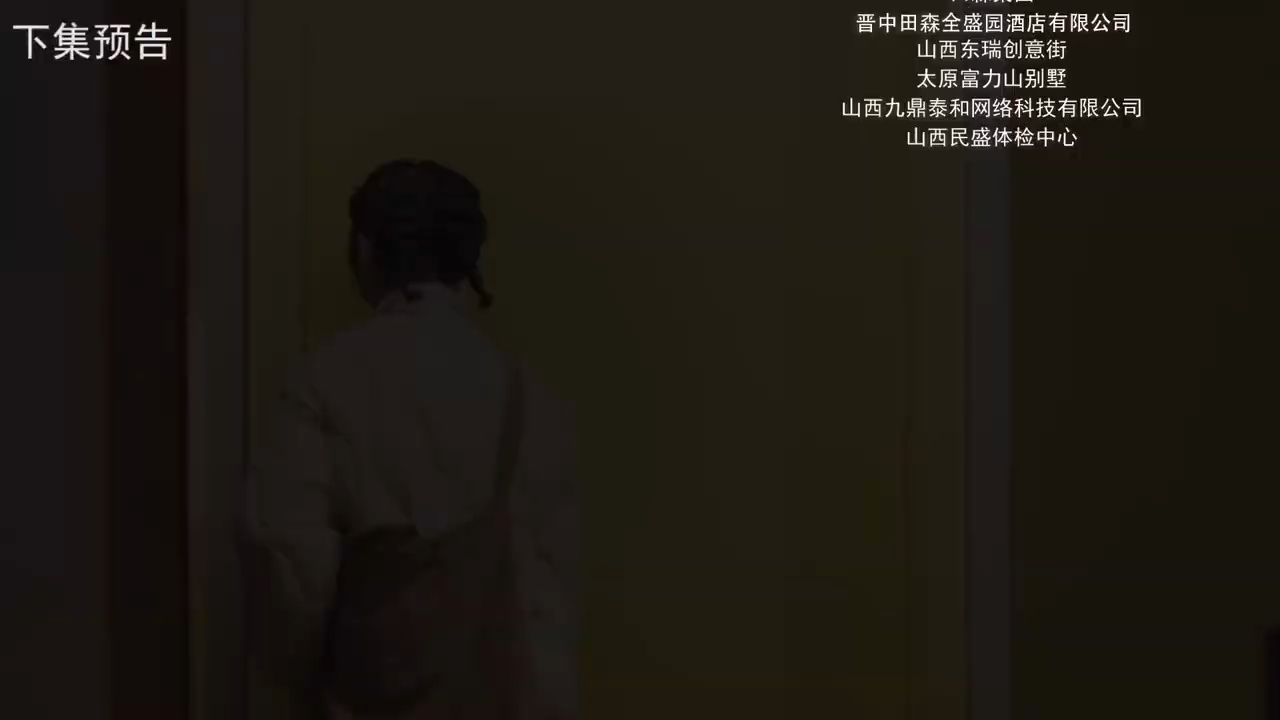 下集预告
晋中田森全盛园酒店有限公司
山西东瑞创意街
太原富力山别墅
山西九鼎泰和网络科技有限公司
山西民盛体检中心